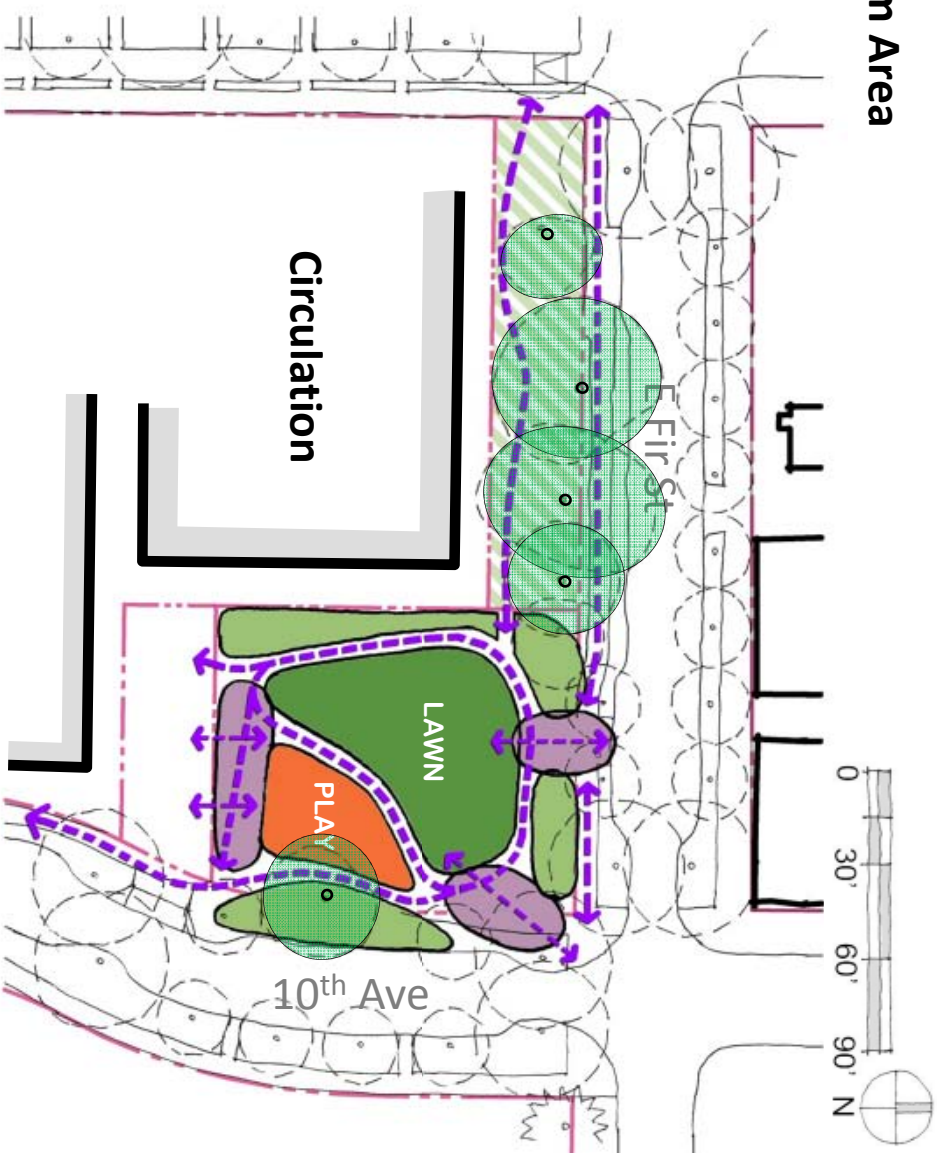 m Area
Circulation
E Fir St
LAWN
PLAY
10th Ave
0 30' 60' 90'
N